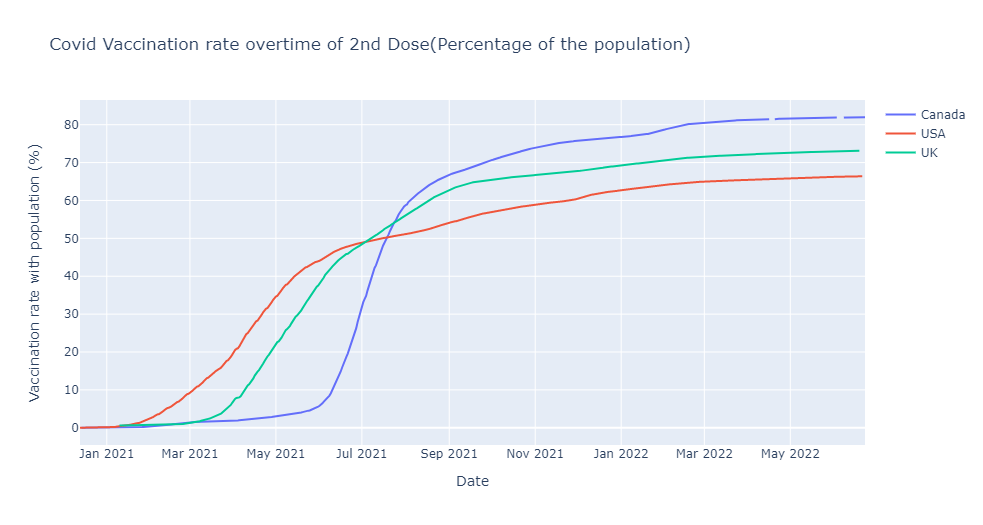 Covid Vaccination rate overtime of 2nd Dose(Percentage of the population)
Canada
USA
UK
Vaccination rate with population (%)
80
70
60
50
40
30
20
10
0
Jan 2021 Mar 2021 May 2021 Jul 2021 Sep 2021 Nov 2021 Jan 2022 Mar 2022 May 2022
Date